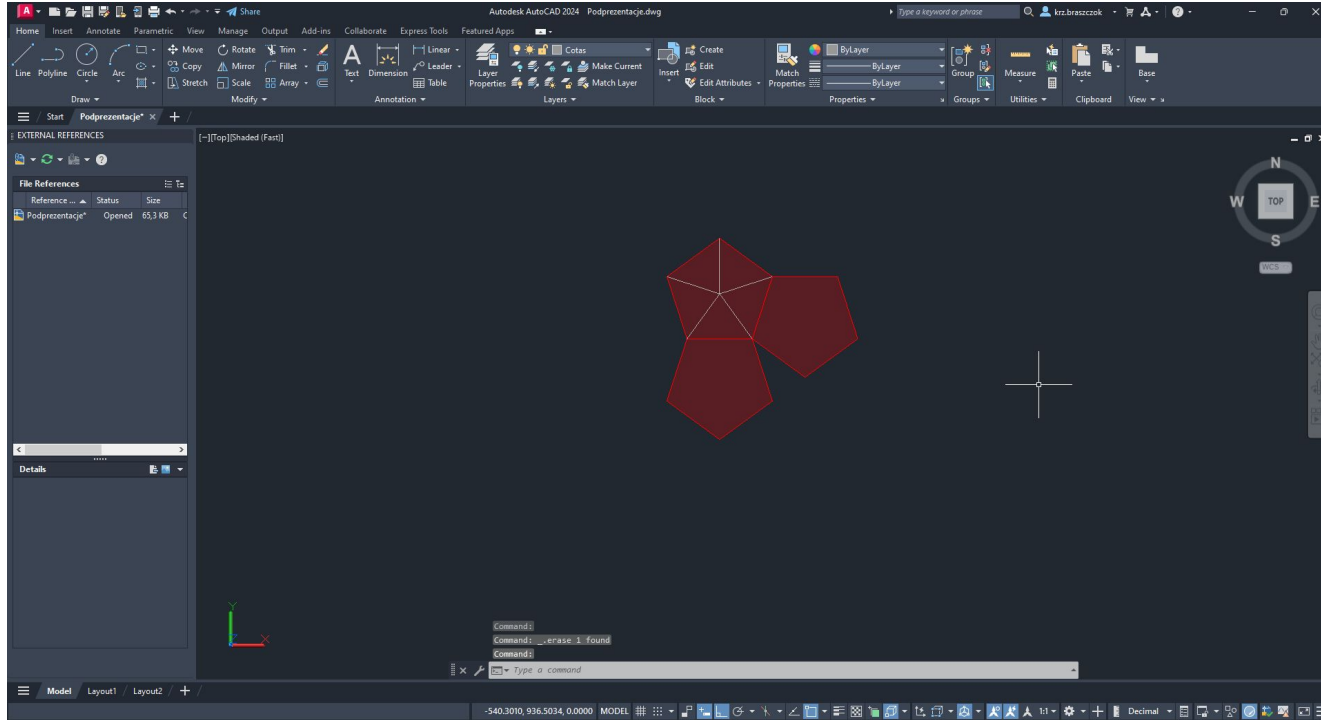 A Share Autodesk AutoCAD 2024 Podprezentacje.dwg Type a keyword or phrase krz.braszczok
Home Insert Annotate Parametric View Manage Output Add-ins Collaborate Express Tools Featured Apps
Line Polyline Circle Arc Move Rotate Trim Text Dimension Linear Layer Properties Cotas Insert Create Match Properties ByLayer Group Measure Paste Base
Copy Mirror Fillet Leader Make Current Edit ByLayer
Stretch Scale Array Table Match Layer Edit Attributes ByLayer
Draw Modify Annotation Layers Block Properties Groups Utilities Clipboard View
Start Podprezentacje*
EXTERNAL REFERENCES
[−][Top][Shaded (Fast)]
File References
Reference ... Status Size
Podprezentacje* Opened 65,3 KB
N
W TOP E
S
WCS
Details
Y
X
Command:
Command: _.erase 1 found
Command:
Type a command
Model Layout1 Layout2
-540.3010, 936.5034, 0.0000 MODEL 1:1 Decimal